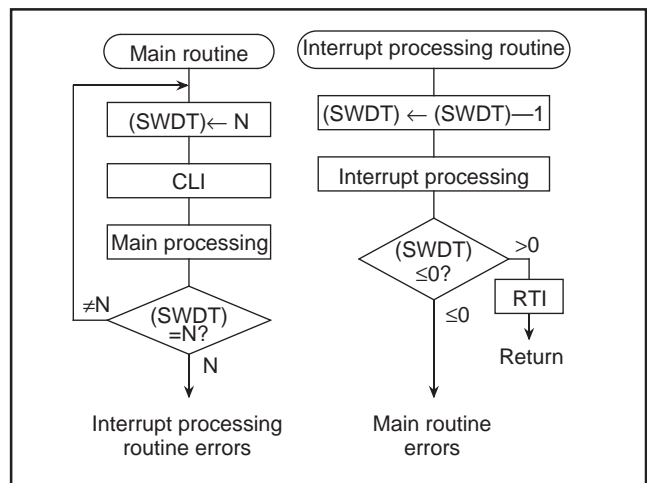 Main routine
(SWDT)← N
CLI
Main processing
≠N
(SWDT)
=N?
N
Interrupt processing
routine errors
Interrupt processing routine
(SWDT) ← (SWDT)—1
Interrupt processing
(SWDT)
≤0?
>0
RTI
Return
≤0
Main routine
errors